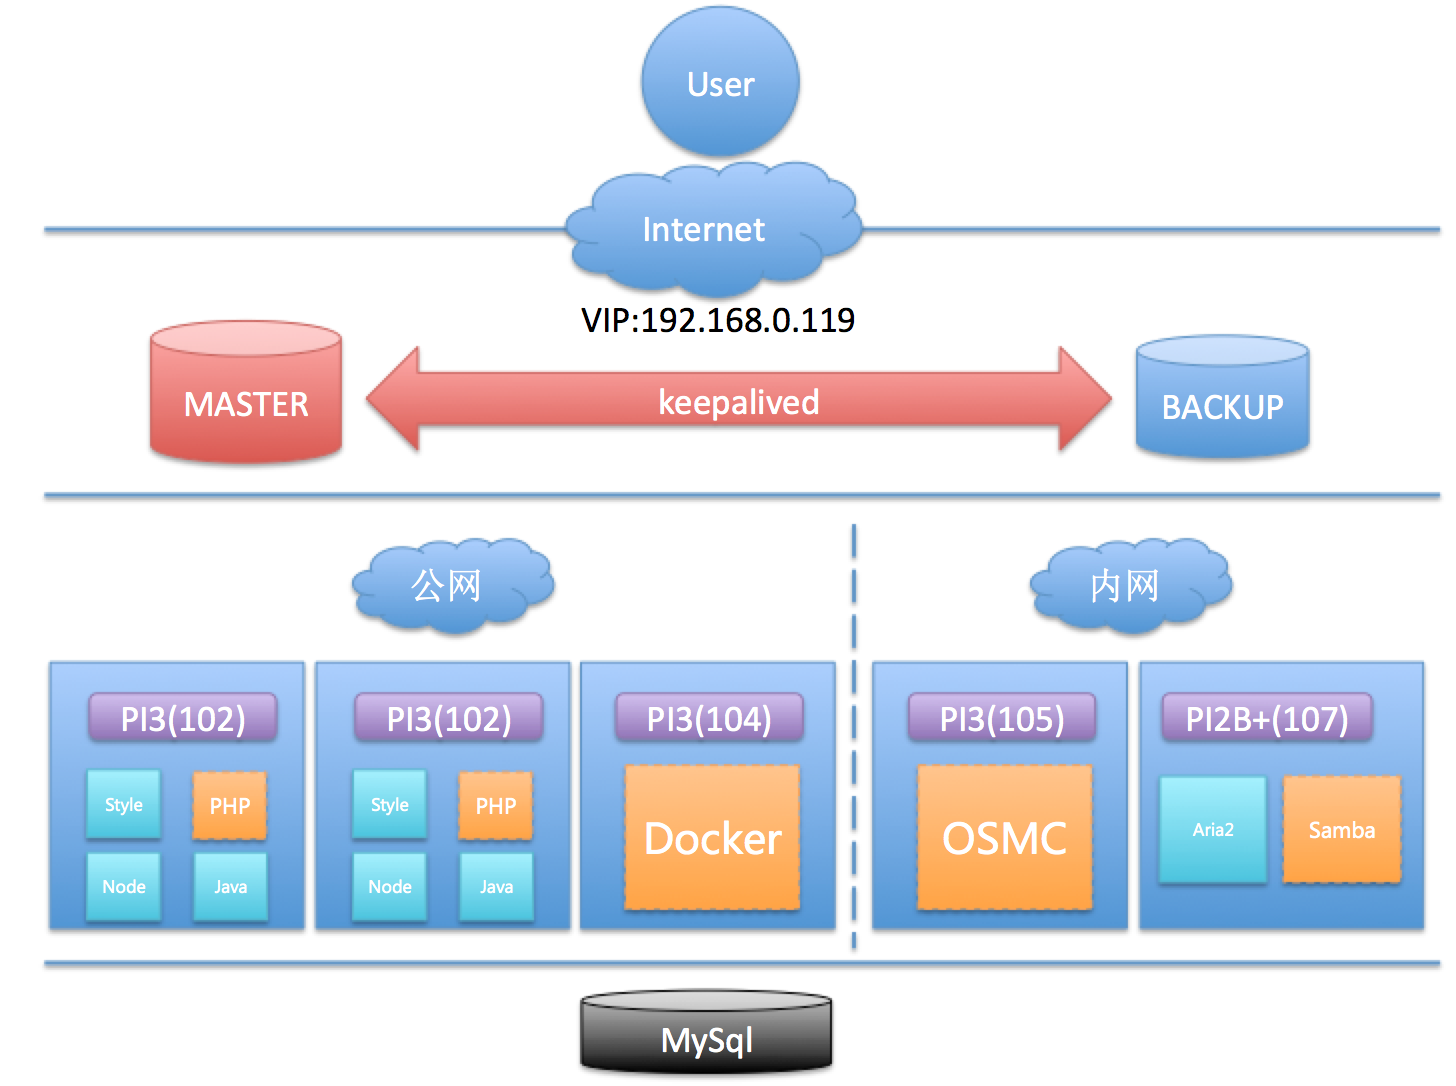 User
Internet
VIP:192.168.0.119
MASTER
keepalived
BACKUP
公网
内网
PI3(102)
Style
PHP
Node
Java
PI3(102)
Style
PHP
Node
Java
PI3(104)
Docker
PI3(105)
OSMC
PI2B+(107)
Aria2
Samba
MySql